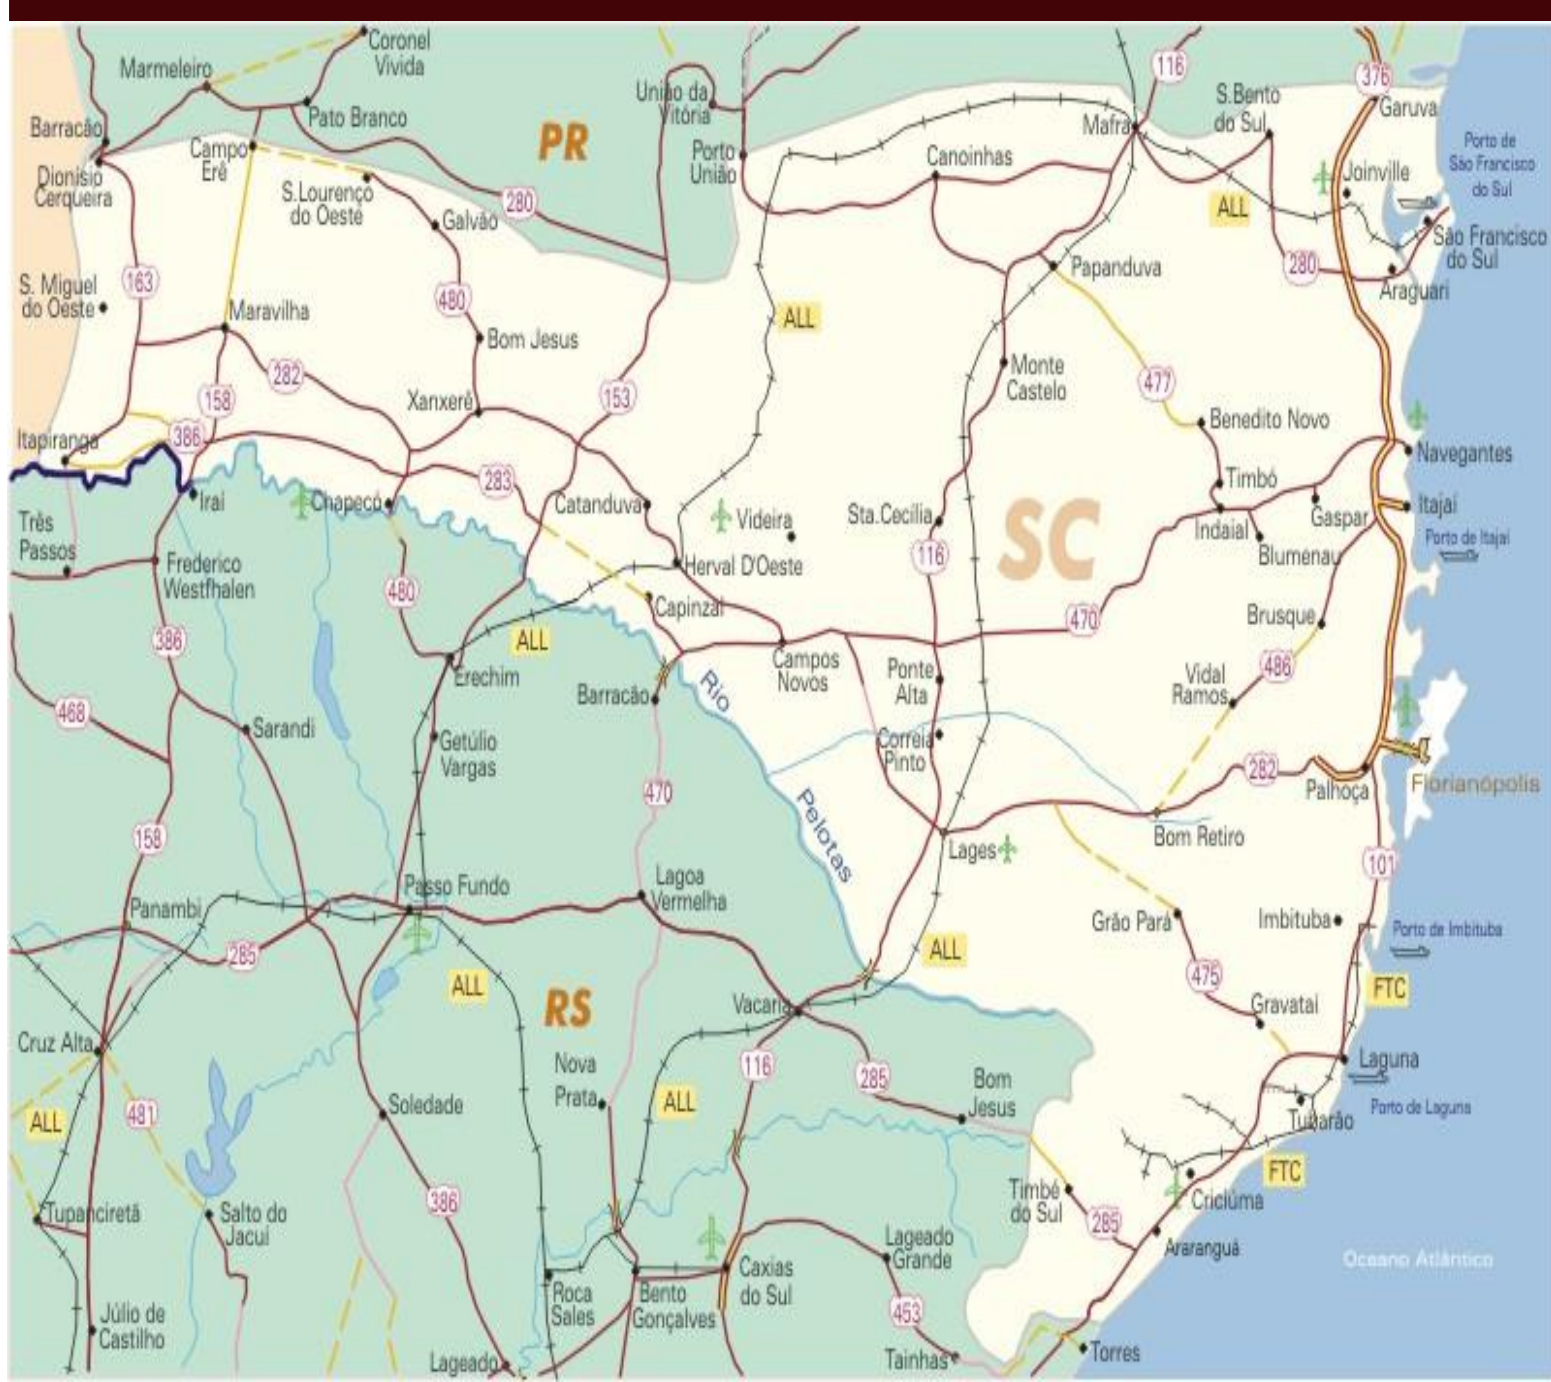 Coronel
Vivida
Marmeleiro
Pato Branco
Barracão
Dionísio
Cerqueira
Campo
Erê
S.Lourenço
do Oeste
Galvão
PR
União da
Vitória
Porto
União
280
Canoinhas
Mafra
116
S.Bento
do Sul
376
Garuva
Porto de
São Francisco
do Sul
Joinville
ALL
São Francisco
do Sul
280
Araguari
163
S. Miguel
do Oeste
Maravilha
480
Bom Jesus
ALL
Papanduva
Monte
Castelo
282
158
Xanxerê
153
477
Benedito Novo
Itapiranga
386
283
Navegantes
Timbó
Irai
Chapecó
Catanduva
Videira
Sta.Cecília
SC
Indaial
Gaspar
Itajaí
Blumenau
Porto de Itajaí
Três
Passos
Frederico
Westfhalen
Herval D'Oeste
116
480
Capinzal
470
Brusque
386
ALL
Erechim
Campos
Novos
Ponte
Alta
486
Vidal
Ramos
Barracão
Rio
468
Sarandi
Getúlio
Vargas
Correia
Pinto
282
Palhoça
Florianópolis
470
Pelotas
158
Lages
Bom Retiro
101
Passo Fundo
Lagoa
Vermelha
Panambi
Grão Pará
Imbituba
Porto de Imbituba
285
ALL
ALL
475
FTC
RS
Vacaria
Gravatai
Cruz Alta
Nova
Prata
116
285
Bom
Jesus
Laguna
Porto de Laguna
ALL
481
Soledade
ALL
Tubarão
FTC
386
Timbé
do Sul
Criciúma
285
Araranguá
Tupanciretã
Salto do
Jacui
Lageado
Grande
Oceano Atlântico
Roca
Sales
Bento
Gonçalves
Caxias
do Sul
453
Júlio de
Castilho
Lageado
Tainhas
Torres